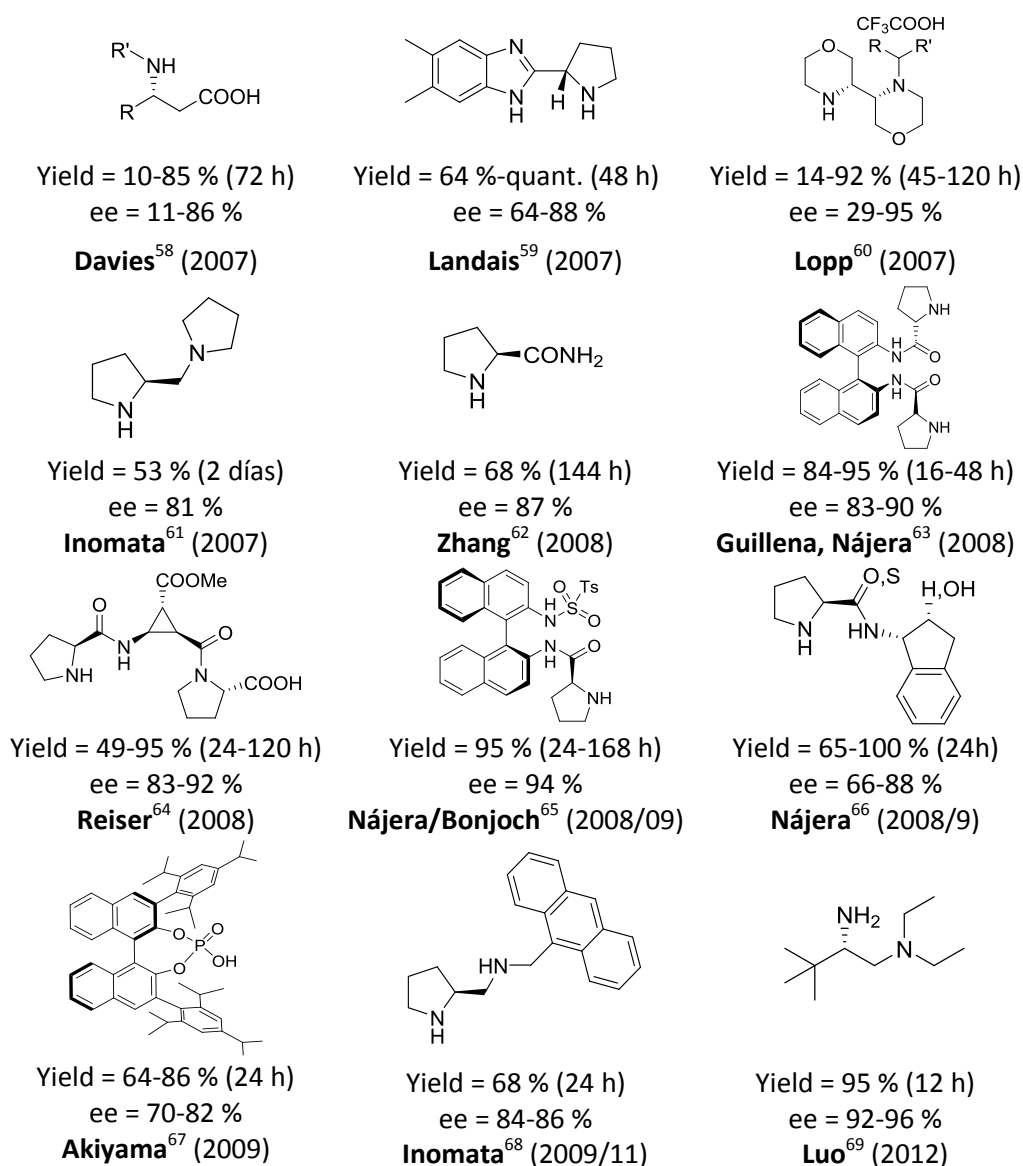 R'
NH
R
COOH
Yield = 10-85 % (72 h)
ee = 11-86 %
Davies58 (2007)
N
N
H
H
N
H
Yield = 64 %-quant. (48 h)
ee = 64-88 %
Landais59 (2007)
CF3COOH
R R'
O
N
N
H
O
Yield = 14-92 % (45-120 h)
ee = 29-95 %
Lopp60 (2007)
N
N
H
Yield = 53 % (2 días)
ee = 81 %
Inomata61 (2007)
CONH2
N
H
Yield = 68 % (144 h)
ee = 87 %
Zhang62 (2008)
NH
H
N
O
H
N
O
NH
Yield = 84-95 % (16-48 h)
ee = 83-90 %
Guillena, Nájera63 (2008)
COOMe
O
O
N
H
NH
N
COOH
Yield = 49-95 % (24-120 h)
ee = 83-92 %
Reiser64 (2008)
H
N
O
S
O
Ts
H
N
O
NH
Yield = 95 % (24-168 h)
ee = 94 %
Nájera/Bonjoch65 (2008/09)
O,S
H,OH
N
H
HN
Yield = 65-100 % (24h)
ee = 66-88 %
Nájera66 (2008/9)
O
O
P
O
OH
Yield = 64-86 % (24 h)
ee = 70-82 %
Akiyama67 (2009)
HN
N
H
Yield = 68 % (24 h)
ee = 84-86 %
Inomata68 (2009/11)
NH2
N
Yield = 95 % (12 h)
ee = 92-96 %
Luo69 (2012)